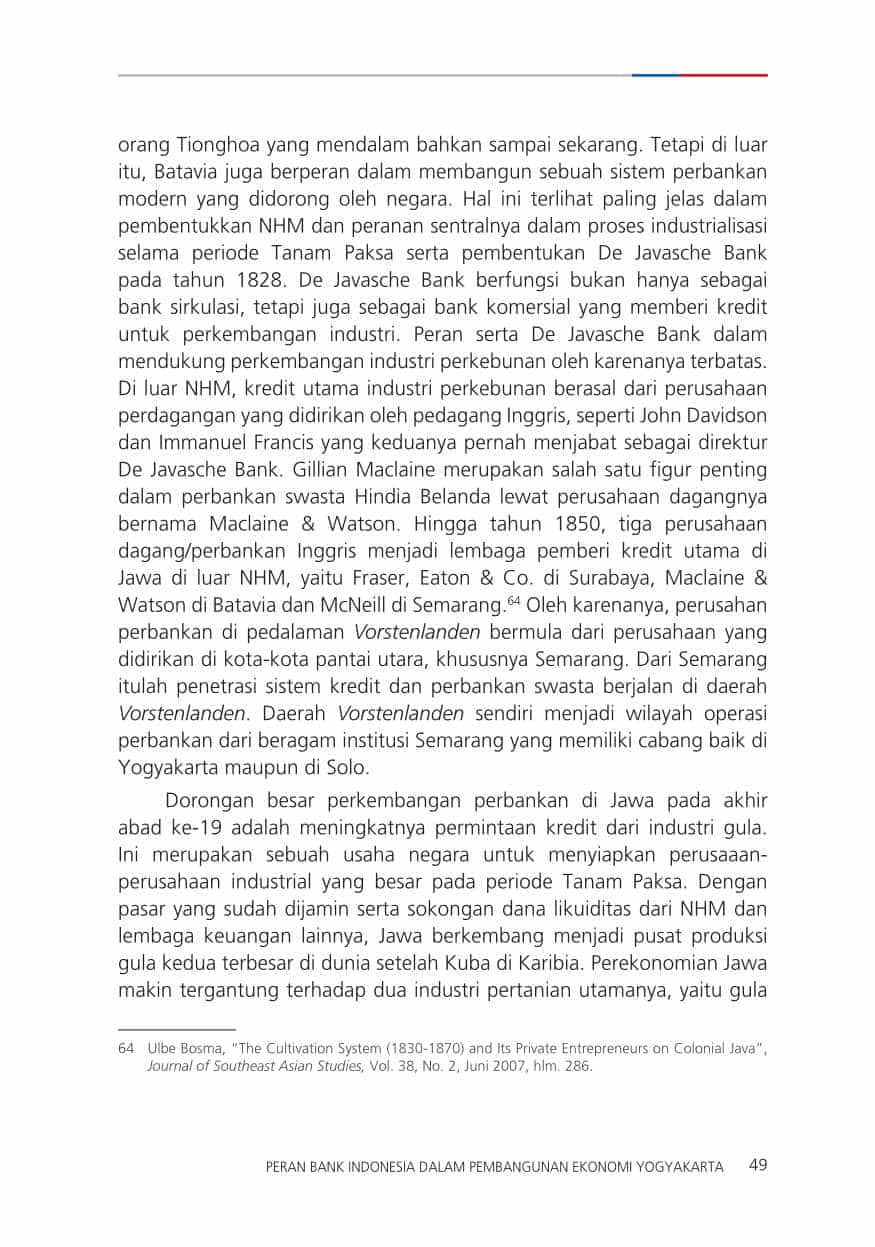 orang Tionghoa yang mendalam bahkan sampai sekarang. Tetapi di luar
itu, Batavia juga berperan dalam membangun sebuah sistem perbankan
modern yang didorong oleh negara. Hal ini terlihat paling jelas dalam
pembentukkan NHM dan peranan sentralnya dalam proses industrialisasi
selama periode Tanam Paksa serta pembentukan De Javasche Bank
pada tahun 1828. De Javasche Bank berfungsi bukan hanya sebagai
bank sirkulasi, tetapi juga sebagai bank komersial yang memberi kredit
untuk perkembangan industri. Peran serta De Javasche Bank dalam
mendukung perkembangan industri perkebunan oleh karenanya terbatas.
Di luar NHM, kredit utama industri perkebunan berasal dari perusahaan
perdagangan yang didirikan oleh pedagang Inggris, seperti John Davidson
dan Immanuel Francis yang keduanya pernah menjabat sebagai direktur
De Javasche Bank. Gillian Maclaine merupakan salah satu figur penting
dalam perbankan swasta Hindia Belanda lewat perusahaan dagangnya
bernama Maclaine & Watson. Hingga tahun 1850, tiga perusahaan
dagang/perbankan Inggris menjadi lembaga pemberi kredit utama di
Jawa di luar NHM, yaitu Fraser, Eaton & Co. di Surabaya, Maclaine &
Watson di Batavia dan McNeill di Semarang.64 Oleh karenanya, perusahan
perbankan di pedalaman Vorstenlanden bermula dari perusahaan yang
didirikan di kota-kota pantai utara, khususnya Semarang. Dari Semarang
itulah penetrasi sistem kredit dan perbankan swasta berjalan di daerah
Vorstenlanden. Daerah Vorstenlanden sendiri menjadi wilayah operasi
perbankan dari beragam institusi Semarang yang memiliki cabang baik di
Yogyakarta maupun di Solo.
Dorongan besar perkembangan perbankan di Jawa pada akhir
abad ke-19 adalah meningkatnya permintaan kredit dari industri gula.
Ini merupakan sebuah usaha negara untuk menyiapkan perusaaan-
perusahaan industrial yang besar pada periode Tanam Paksa. Dengan
pasar yang sudah dijamin serta sokongan dana likuiditas dari NHM dan
lembaga keuangan lainnya, Jawa berkembang menjadi pusat produksi
gula kedua terbesar di dunia setelah Kuba di Karibia. Perekonomian Jawa
makin tergantung terhadap dua industri pertanian utamanya, yaitu gula
64 Ulbe Bosma, “The Cultivation System (1830-1870) and Its Private Entrepreneurs on Colonial Java”,
Journal of Southeast Asian Studies, Vol. 38, No. 2, Juni 2007, hlm. 286.
PERAN BANK INDONESIA DALAM PEMBANGUNAN EKONOMI YOGYAKARTA 49